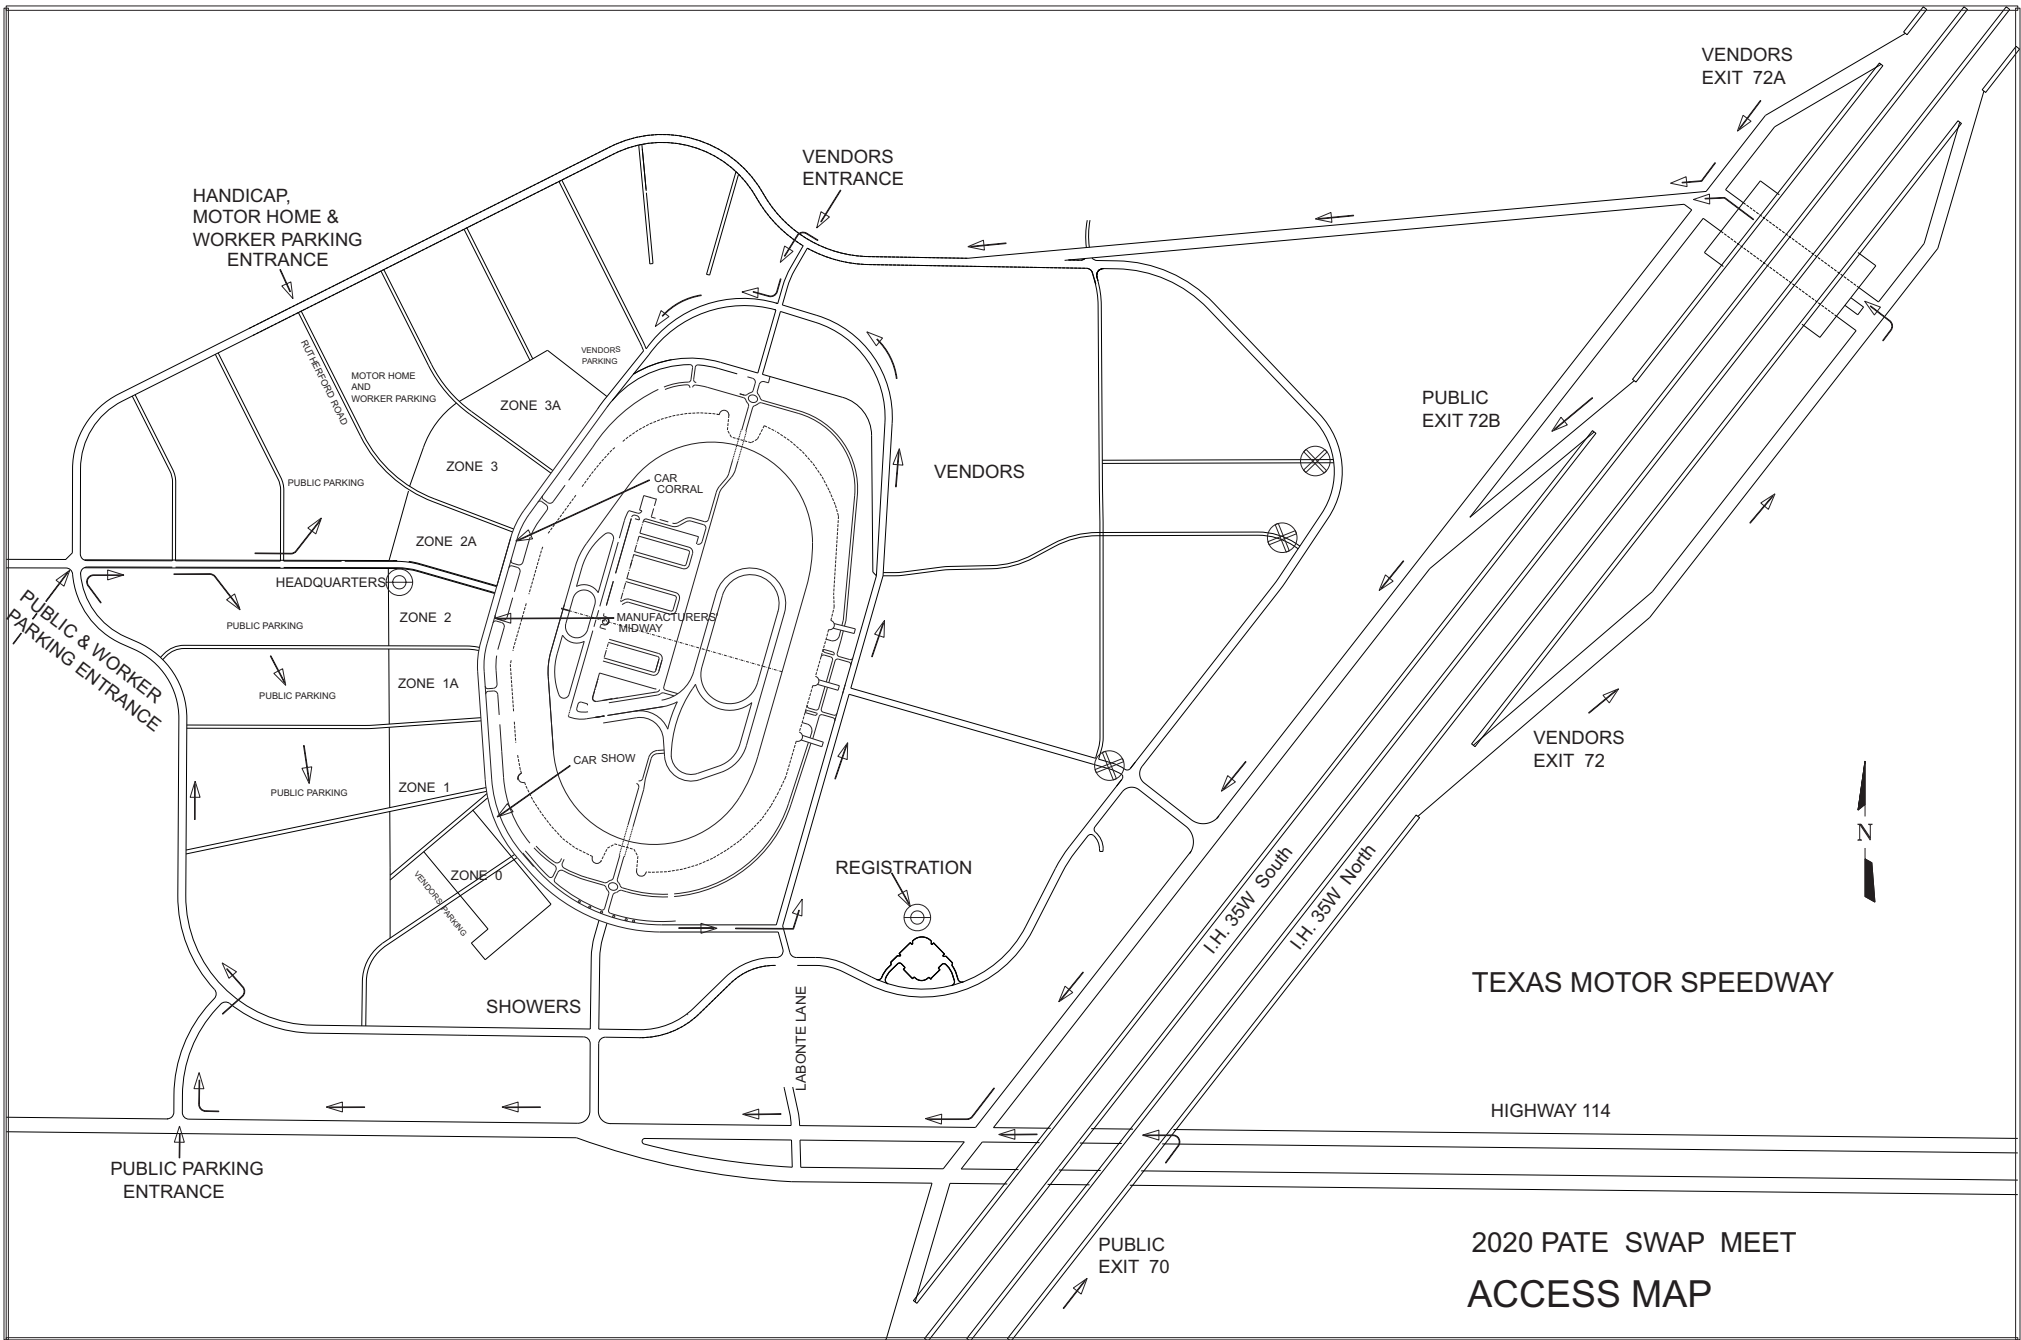 VENDORS
EXIT 72A
VENDORS
ENTRANCE
HANDICAP,
MOTOR HOME &
WORKER PARKING
ENTRANCE
RUTHERFORD ROAD
MOTOR HOME
AND
WORKER PARKING
VENDORS
PARKING
ZONE 3A
ZONE 3
PUBLIC PARKING
CAR
CORRAL
VENDORS
PUBLIC
EXIT 72B
ZONE 2A
HEADQUARTERS
PUBLIC & WORKER
PARKING ENTRANCE
PUBLIC PARKING
ZONE 2
MANUFACTURERS
MIDWAY
PUBLIC PARKING
ZONE 1A
VENDORS
EXIT 72
CAR SHOW
PUBLIC PARKING
ZONE 1
N
ZONE 0
VENDORS PARKING
REGISTRATION
I.H. 35W South
I.H. 35W North
TEXAS MOTOR SPEEDWAY
SHOWERS
LABONTE LANE
HIGHWAY 114
PUBLIC PARKING
ENTRANCE
PUBLIC
EXIT 70
2020 PATE SWAP MEET
ACCESS MAP